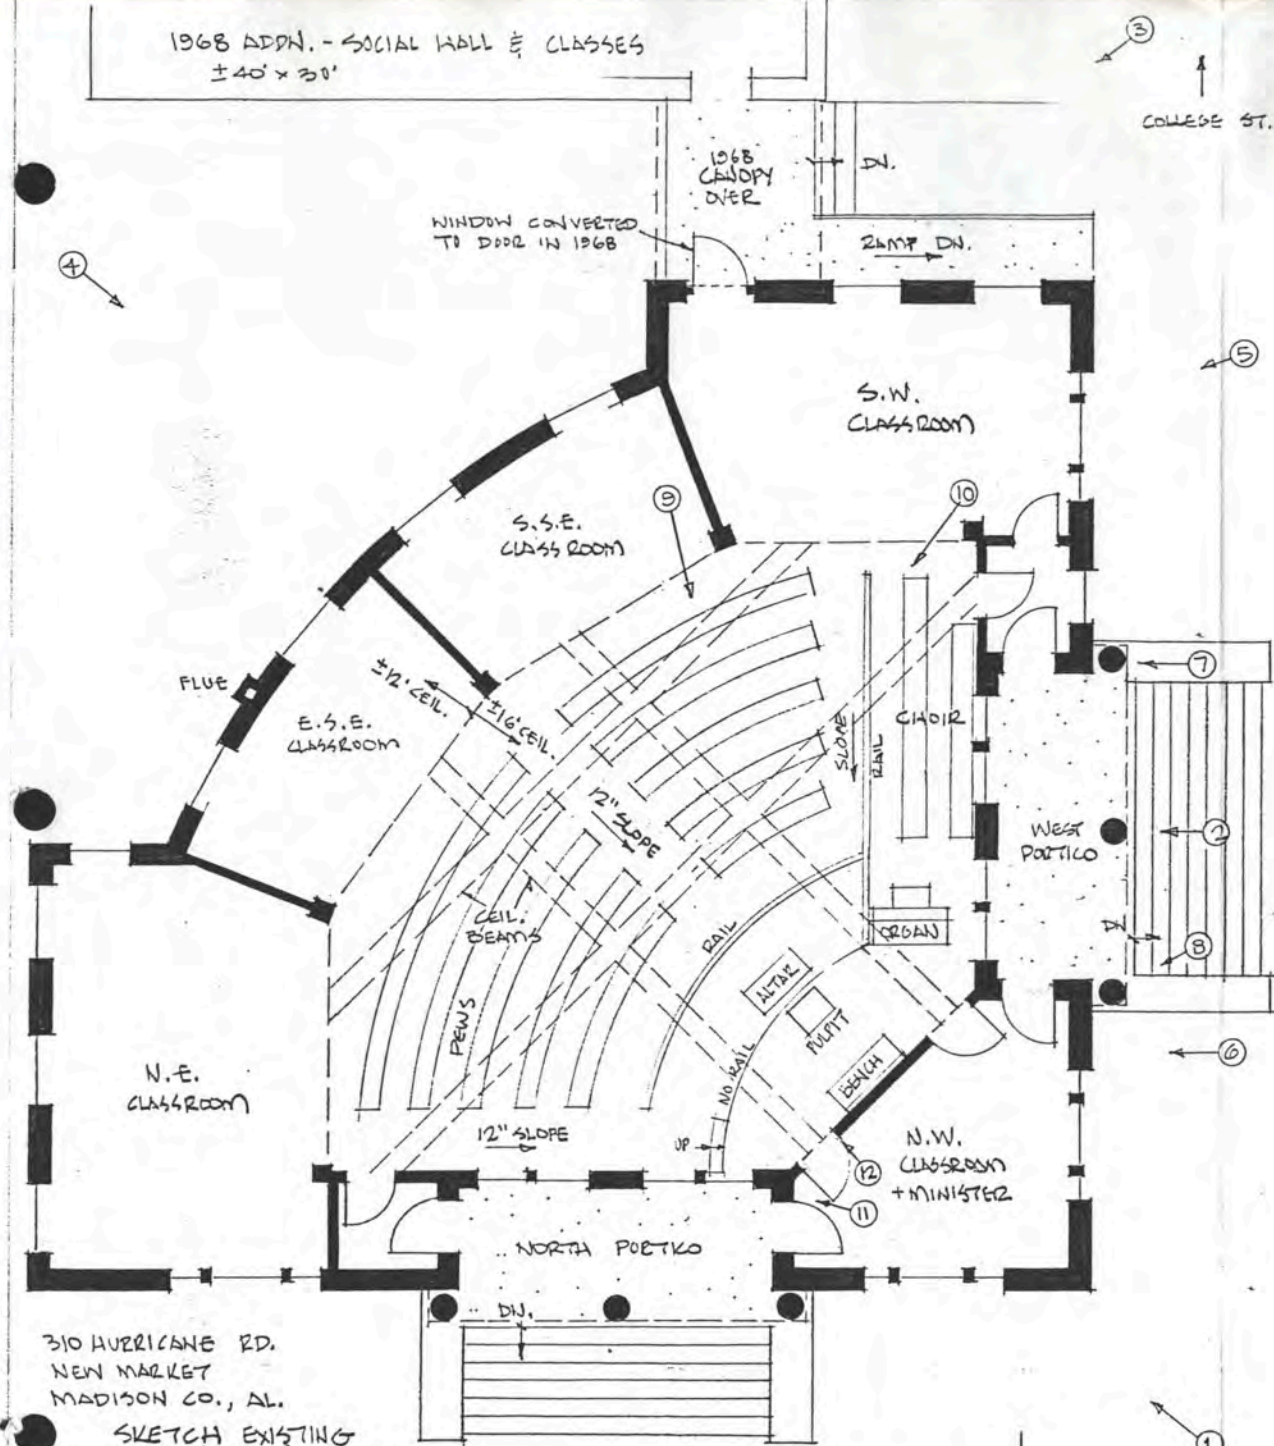 1968 ADDN. - SOCIAL HALL & CLASSES
±40' x 30'
3
COLLEGE ST.
1968
CANOPY
OVER
DN.
WINDOW CONVERTED
TO DOOR IN 1968
RAMP DN.
4
5
S.W.
CLASSROOM
9
10
S.S.E.
CLASSROOM
FLUE
±12' CEIL.
±16' CEIL.
E.S.E.
CLASSROOM
7
SLOPE
RAIL
CHOIR
12" SLOPE
WEST
PORTICO
2
CEIL.
BEAMS
RAIL
ORGAN
DN
8
ALTAR
PULPIT
PEWS
NO RAIL
BENCH
6
N.E.
CLASSROOM
12" SLOPE
UP
N.W.
CLASSROOM
+ MINISTER
12
11
NORTH PORTICO
DN.
310 HURRICANE RD.
NEW MARKET
MADISON CO., AL.
SKETCH EXISTING
1